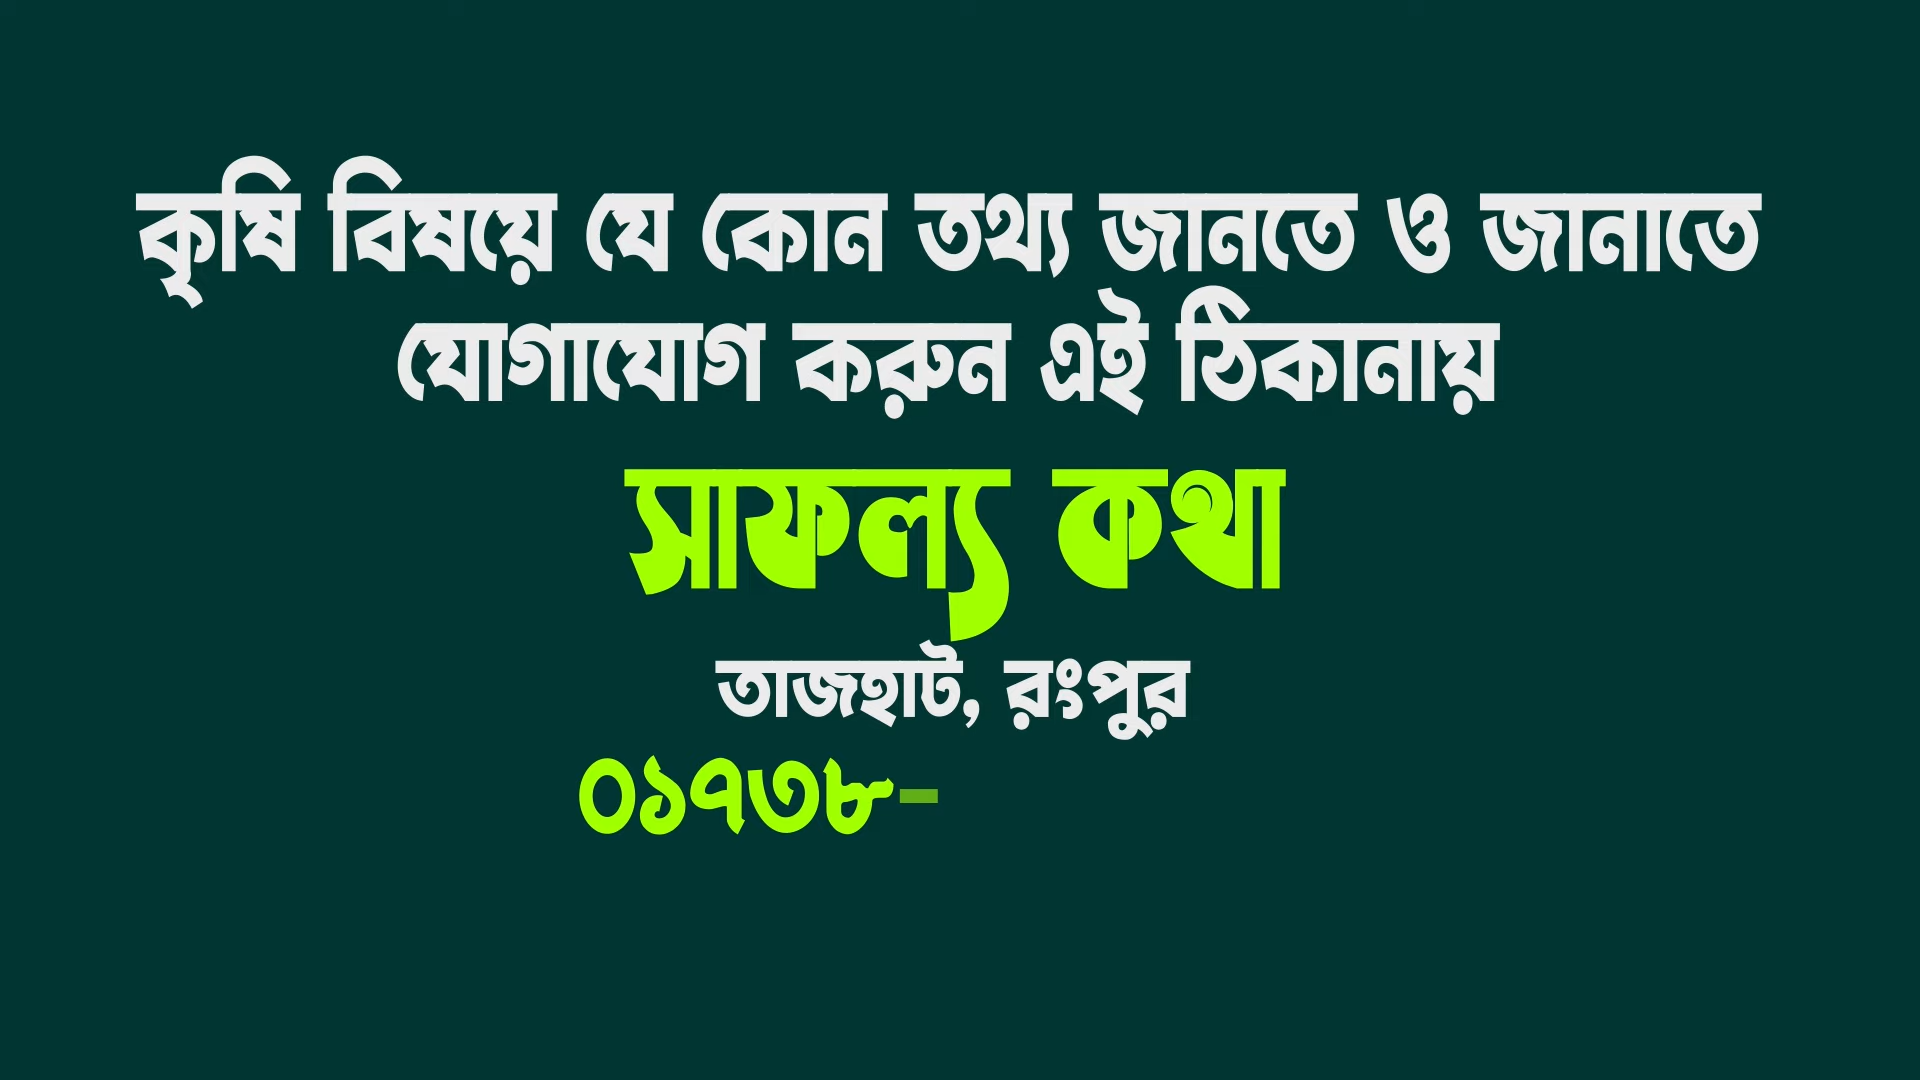 কৃষি বিষয়ে যে কোন তথ্য জানতে ও জানাতে
যোগাযোগ করুন এই ঠিকানায়
সাফল্য কথা
তাজহাট, রংপুর
০১৭৩৮-